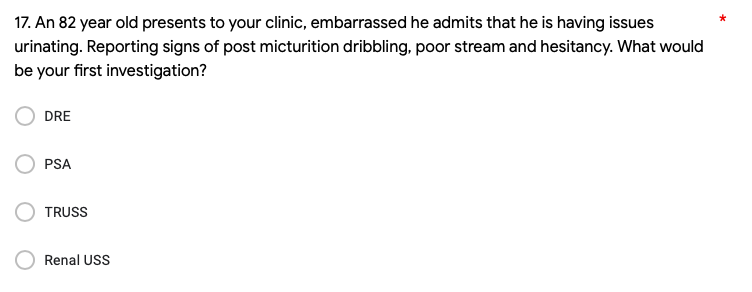 17. An 82 year old presents to your clinic, embarrassed he admits that he is having issues *
urinating. Reporting signs of post micturition dribbling, poor stream and hesitancy. What would
be your first investigation?
DRE
PSA
TRUSS
Renal USS